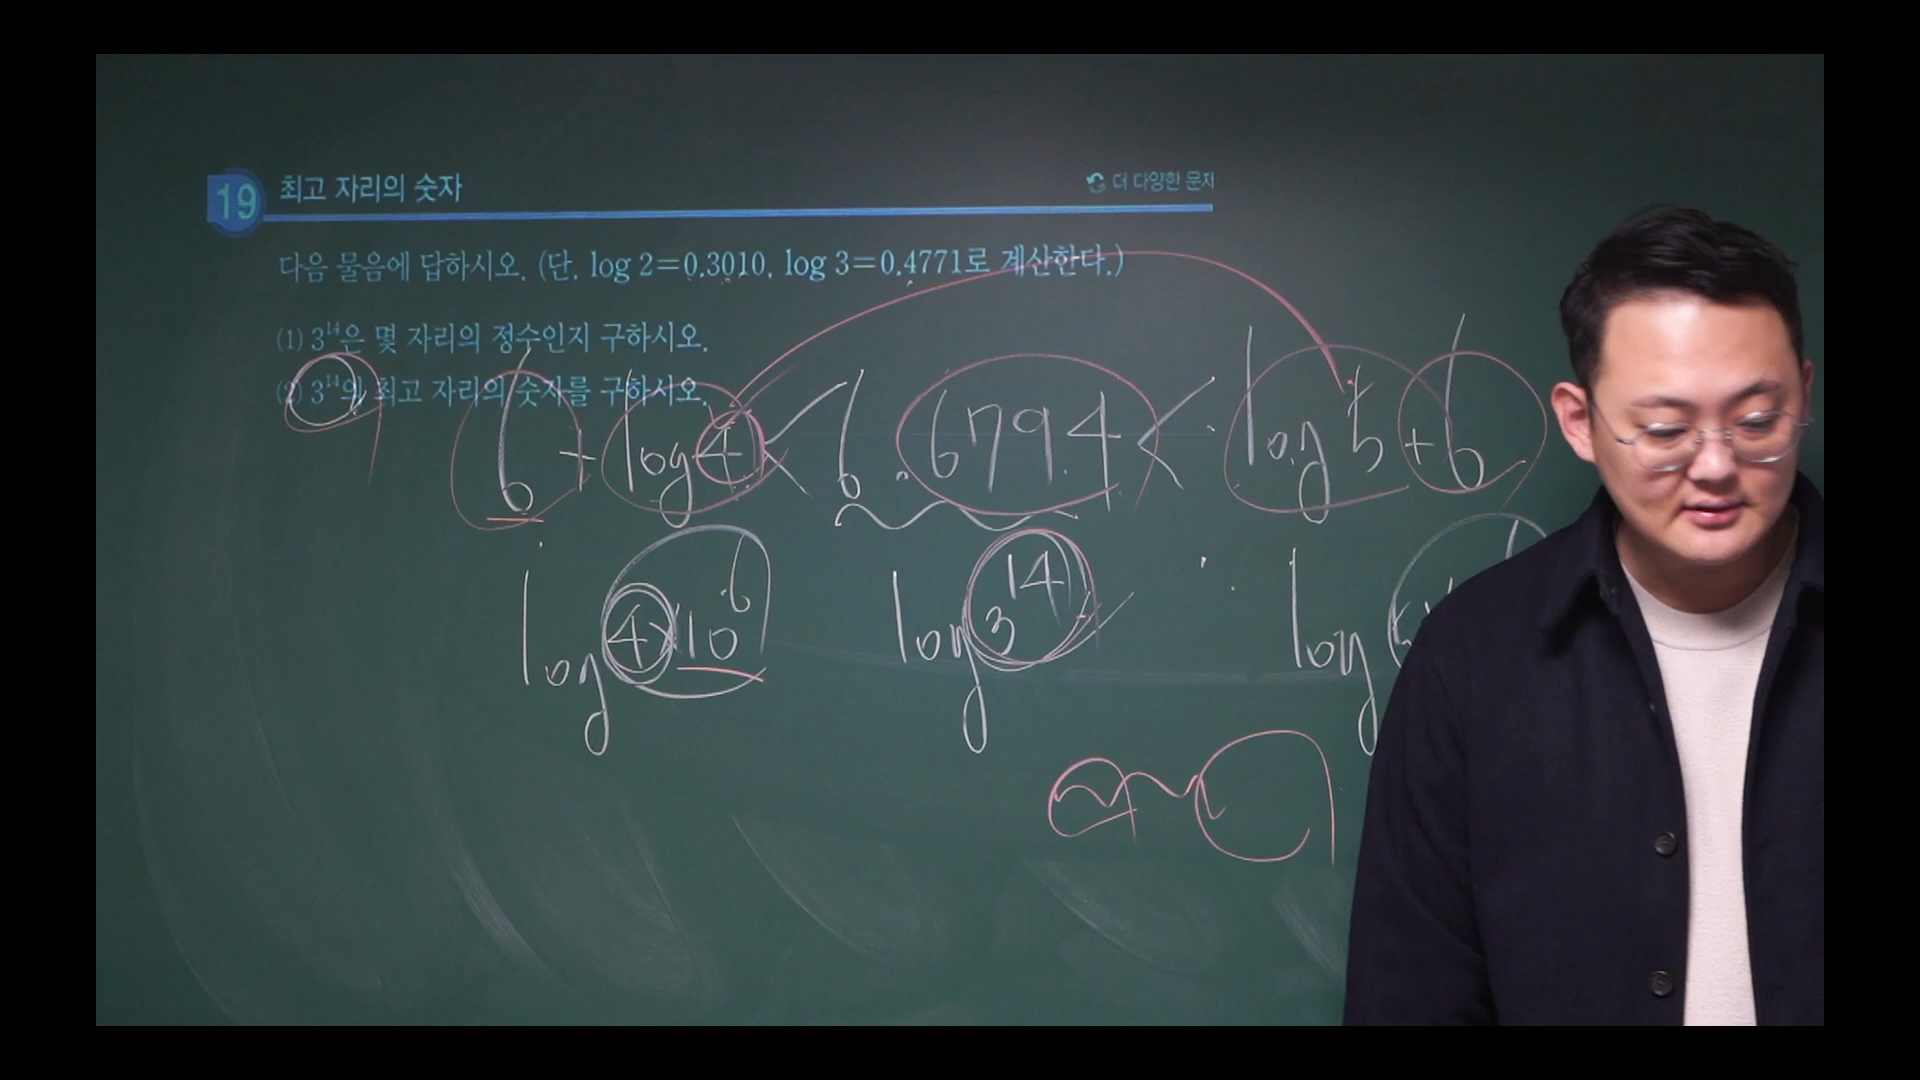 19 최고 자리의 숫자
더 다양한 문제
다음 물음에 답하시오. (단, log 2=0.3010, log 3=0.4771로 계산한다.)
(1) 3¹⁴은 몇 자리의 정수인지 구하시오.
(2) 3¹⁴의 최고 자리의 숫자를 구하시오.
6 + log 4 < 6.6794 < log 5 + 6
log 4×10⁶ log 3¹⁴ log